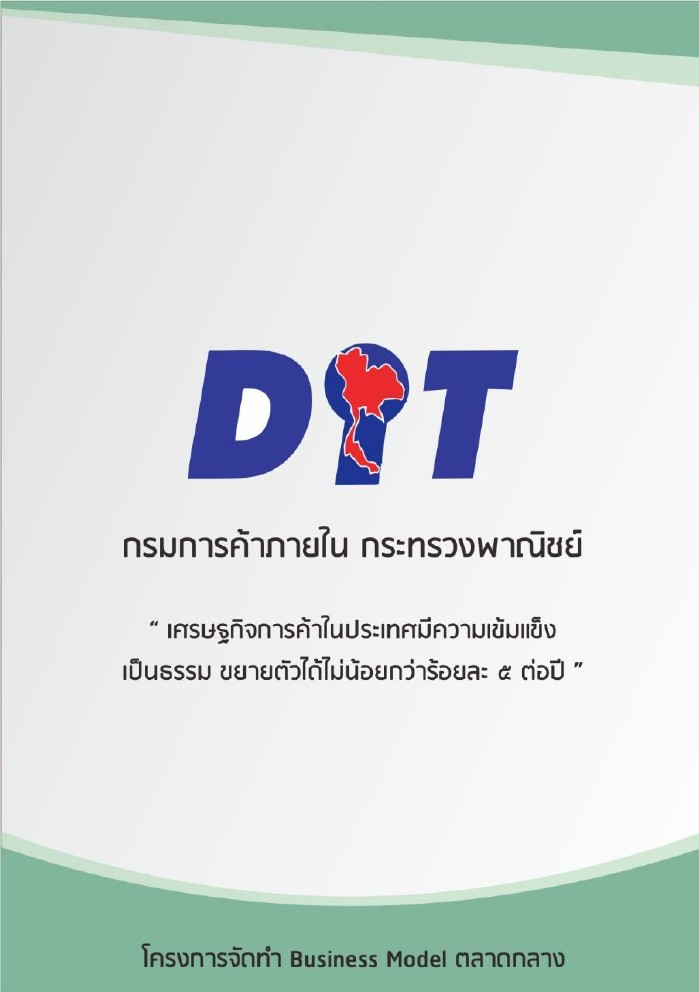 DIT
กรมการค้าภายใน กระทรวงพาณิชย์
“ เศรษฐกิจการค้าในประเทศมีความเข้มแข็ง
เป็นธรรม ขยายตัวได้ไม่น้อยกว่าร้อยละ ๕ ต่อปี ”
โครงการจัดทำ Business Model ตลาดกลาง